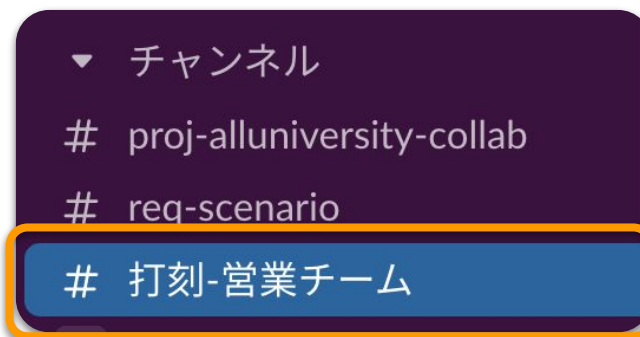 チャンネル
# proj-alluniversity-collab
# req-scenario
# 打刻-営業チーム